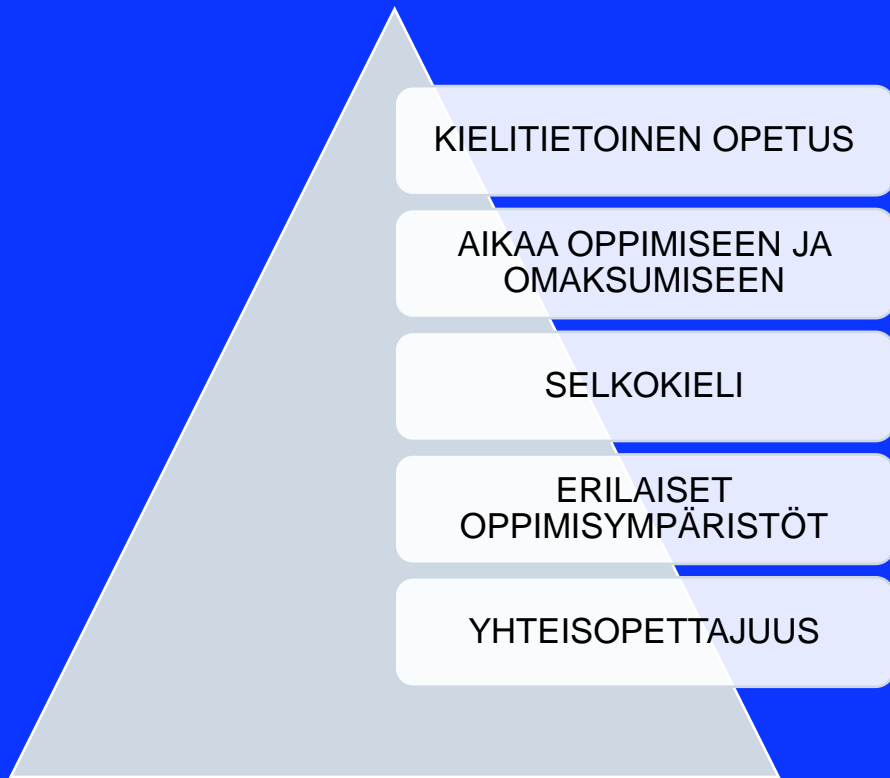 KIELITIETOINEN OPETUS
AIKAA OPPIMISEEN JA
OMAKSUMISEEN
SELKOKIELI
ERILAISET
OPPIMISYMPÄRISTÖT
YHTEISOPETTAJUUS